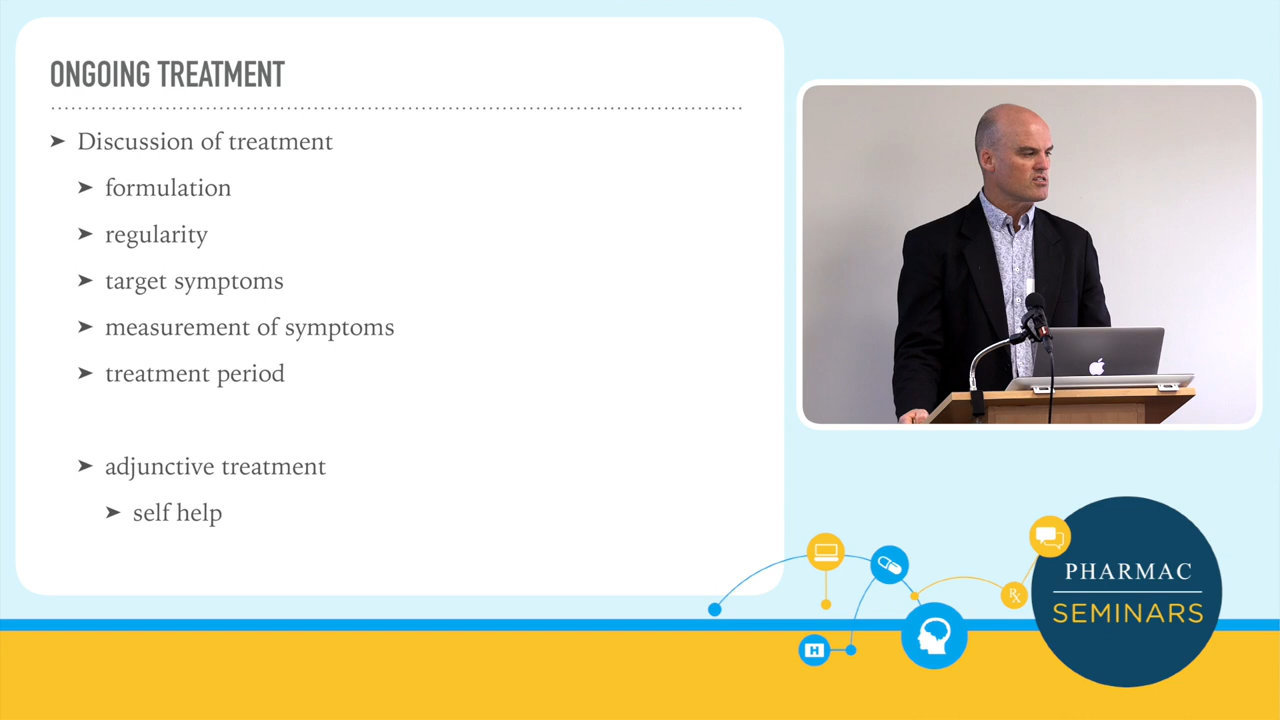 ONGOING TREATMENT
Discussion of treatment
formulation
regularity
target symptoms
measurement of symptoms
treatment period
adjunctive treatment
self help
H
Rx
PHARMAC
SEMINARS